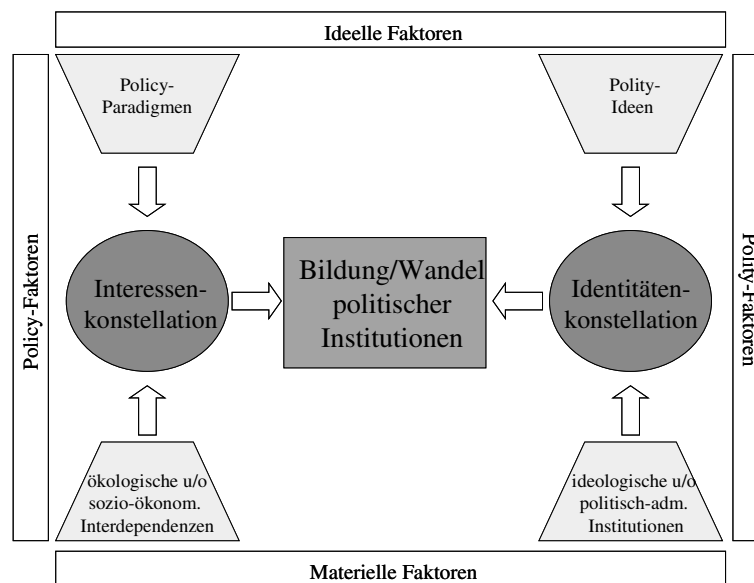 Ideelle Faktoren
Policy-
Paradigmen
Polity-
Ideen
Policy-Faktoren
Interessen-
konstellation
Bildung/Wandel
politischer
Institutionen
Identitäten-
konstellation
Polity-Faktoren
ökologische u/o
sozio-ökonom.
Interdependenzen
ideologische u/o
politisch-adm.
Institutionen
Materielle Faktoren